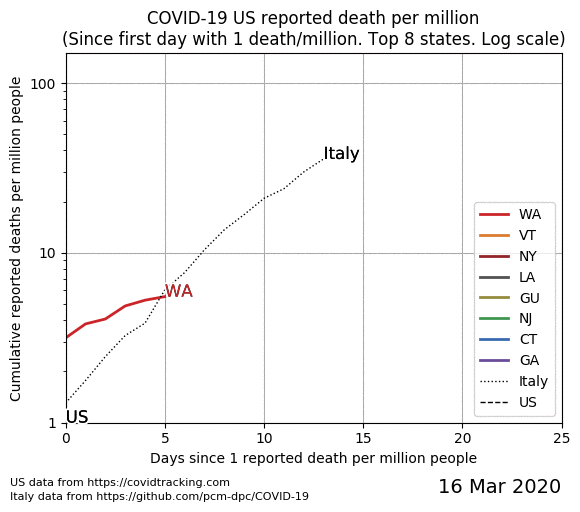 COVID-19 US reported death per million
(Since first day with 1 death/million. Top 8 states. Log scale)
Cumulative reported deaths per million people
100
10
1
Italy
WA
US
WA
VT
NY
LA
GU
NJ
CT
GA
Italy
US
0 5 10 15 20 25
Days since 1 reported death per million people
US data from https://covidtracking.com
Italy data from https://github.com/pcm-dpc/COVID-19
16 Mar 2020